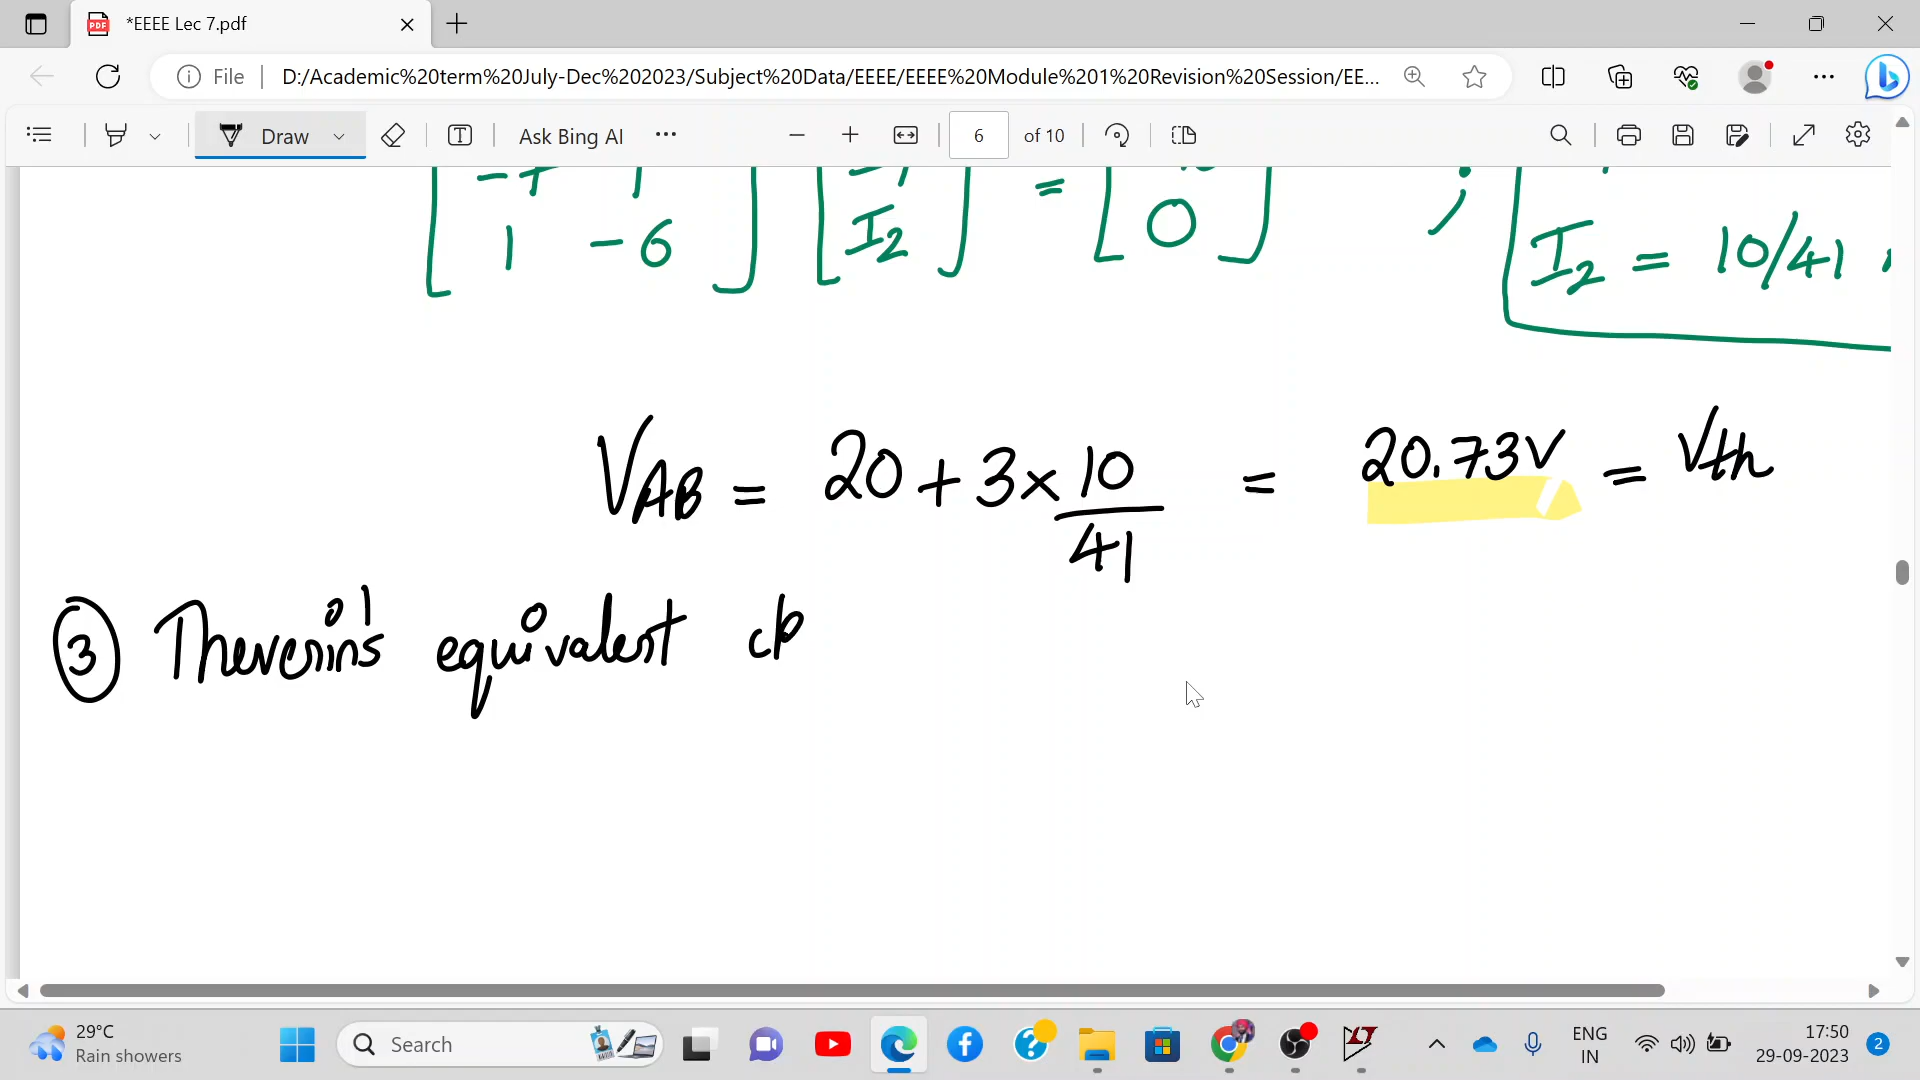 *EEEE Lec 7.pdf
File D:/Academic%20term%20July-Dec%202023/Subject%20Data/EEEE/EEEE%20Module%201%20Revision%20Session/EE...
Draw Ask Bing AI 6 of 10
1 -6 I2 = 0 ; I2 = 10/41
VAB = 20 + 3 x 10/41 = 20.73V = Vth
③ Thevenin's equivalent ckt
29°C
Rain showers
Search
ENG
IN
17:50
29-09-2023
2